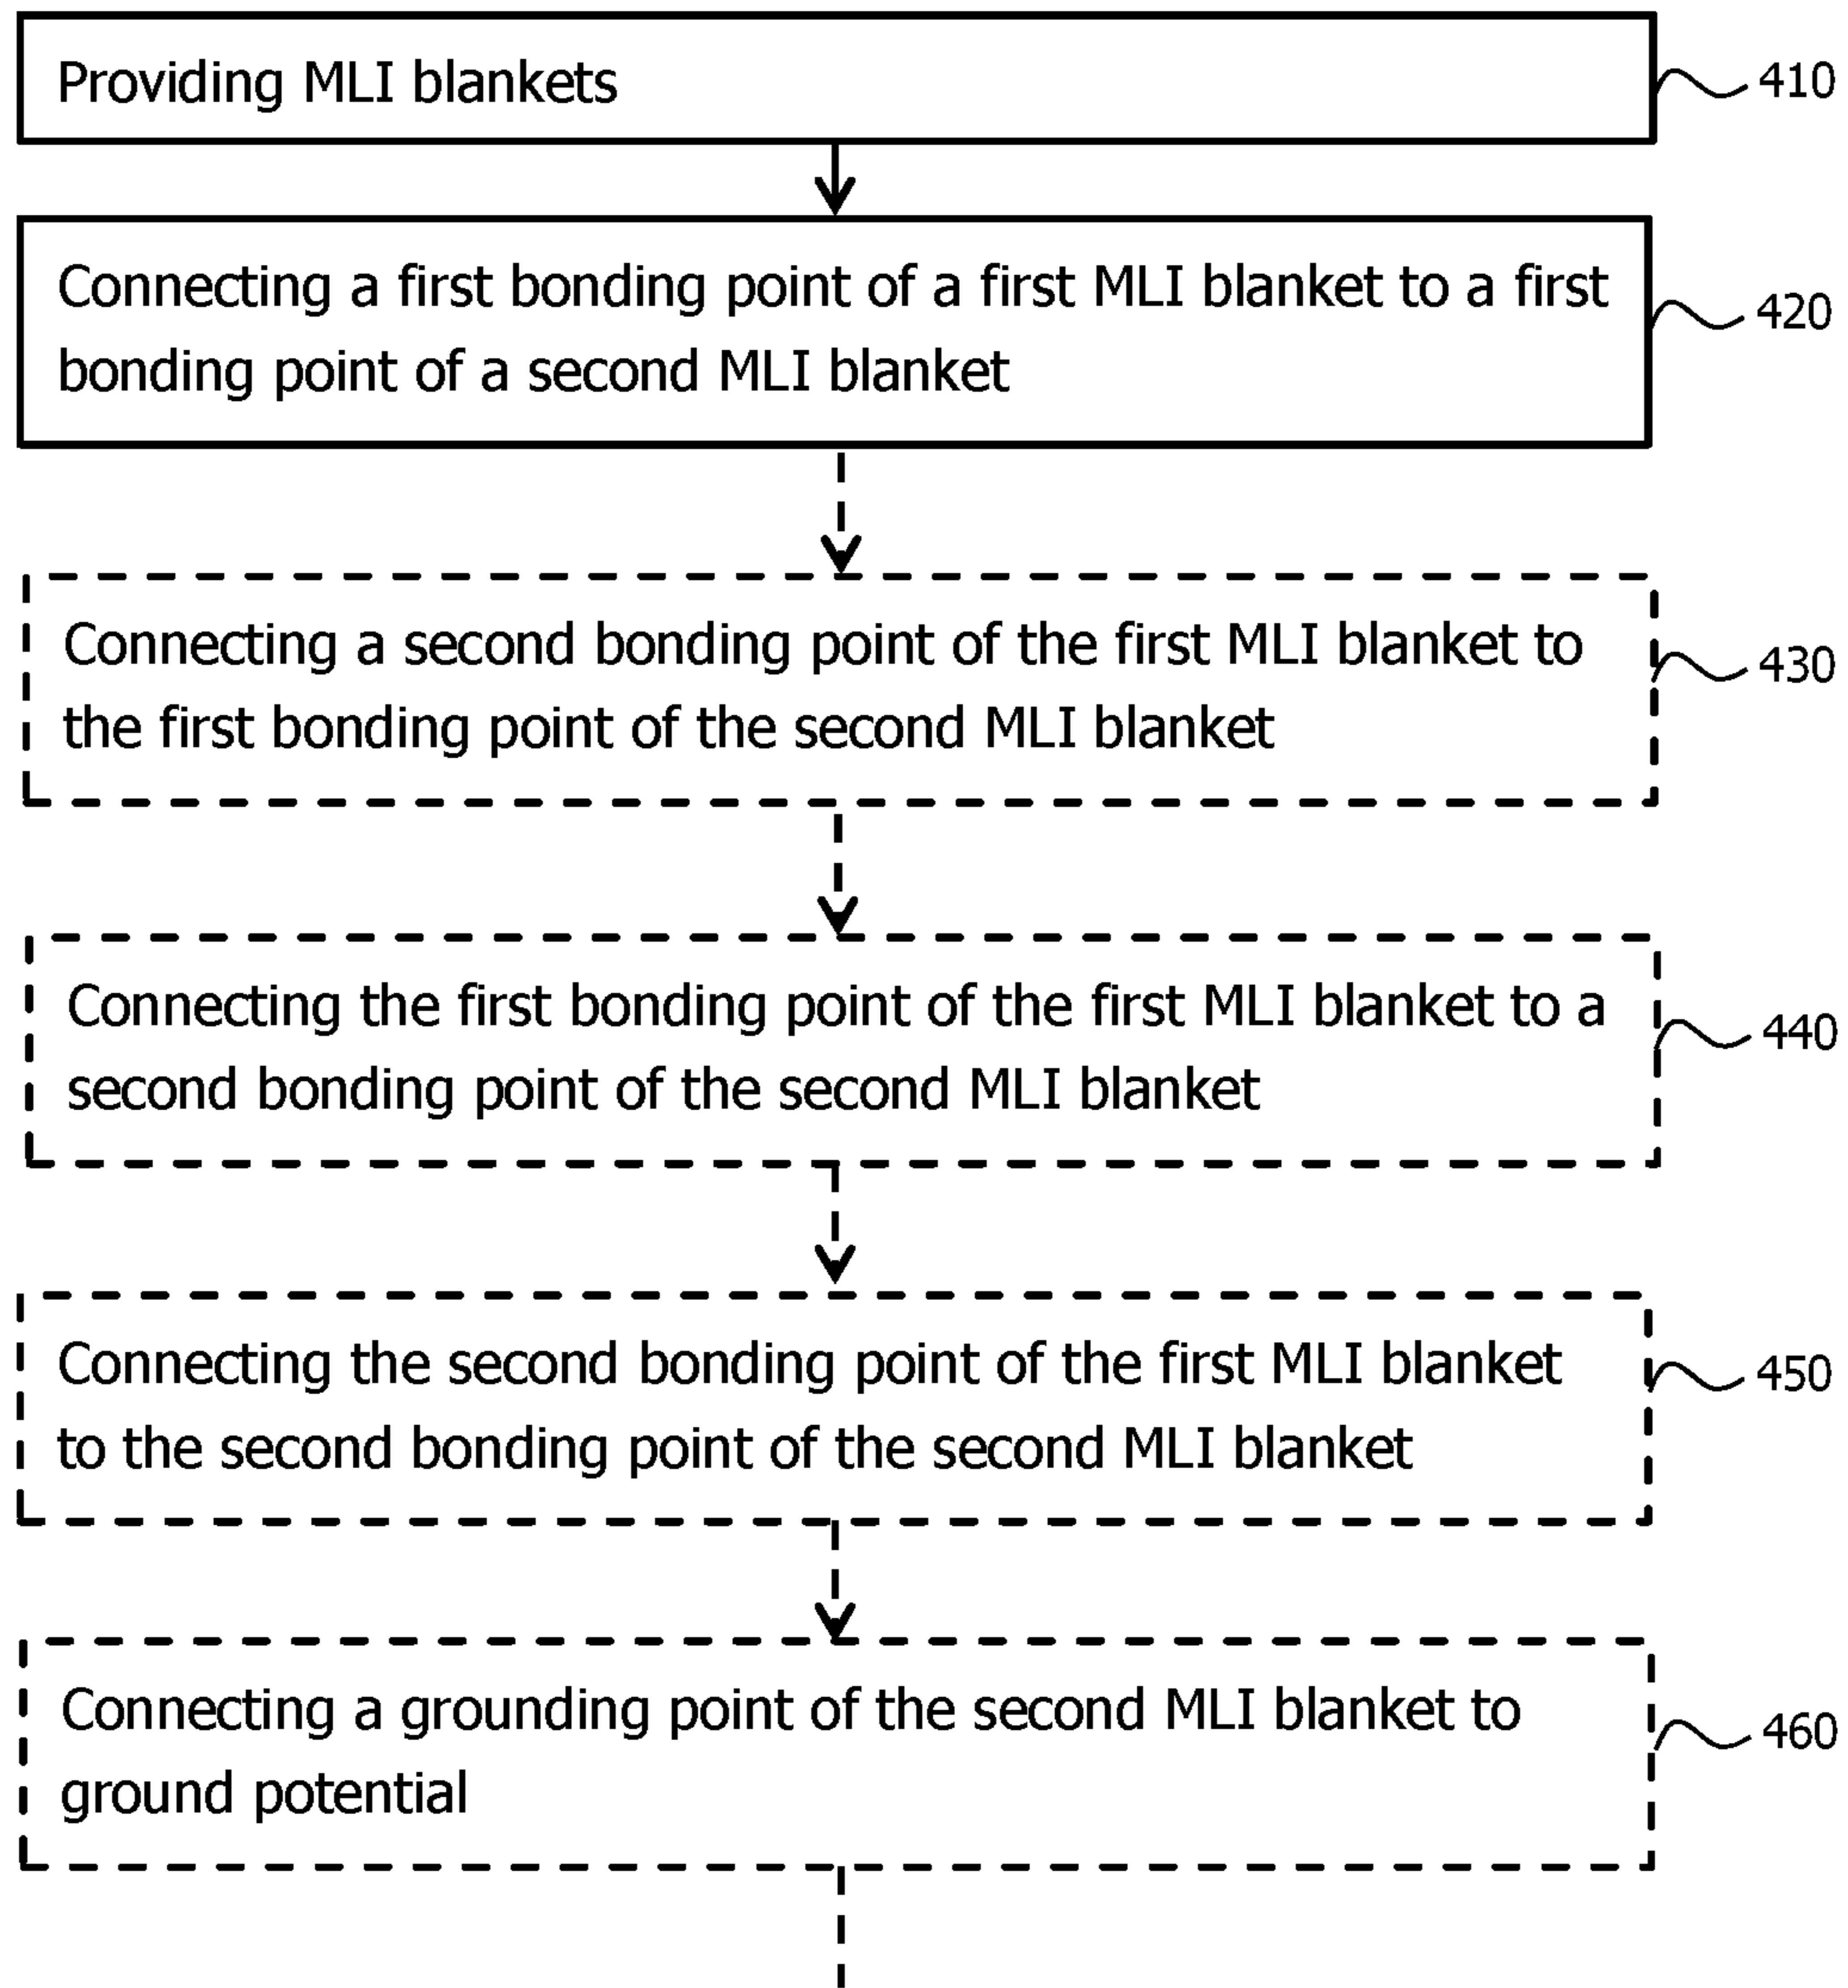 Providing MLI blankets
410
Connecting a first bonding point of a first MLI blanket to a first
bonding point of a second MLI blanket
420
Connecting a second bonding point of the first MLI blanket to
the first bonding point of the second MLI blanket
430
Connecting the first bonding point of the first MLI blanket to a
second bonding point of the second MLI blanket
440
Connecting the second bonding point of the first MLI blanket
to the second bonding point of the second MLI blanket
450
Connecting a grounding point of the second MLI blanket to
ground potential
460